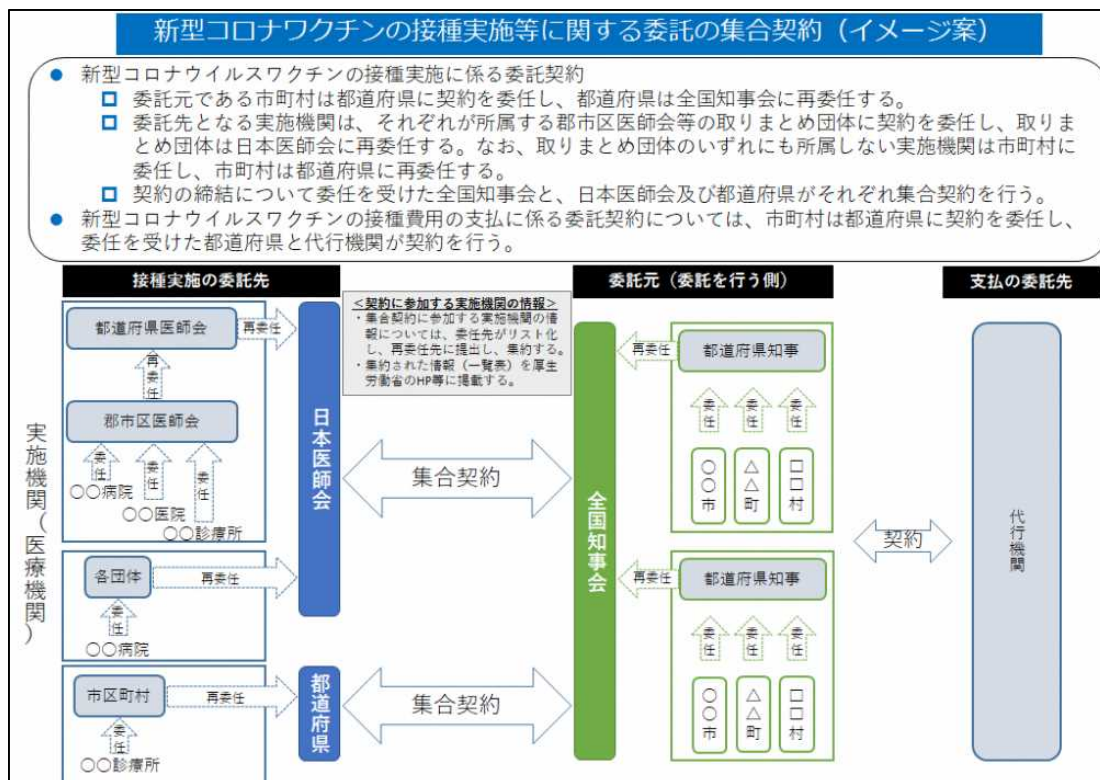 新型コロナワクチンの接種実施等に関する委託の集合契約（イメージ案）
● 新型コロナウイルスワクチンの接種実施に係る委託契約
□ 委託元である市町村は都道府県に契約を委任し、都道府県は全国知事会に再委任する。
□ 委託先となる実施機関は、それぞれが所属する郡市区医師会等の取りまとめ団体に契約を委任し、取りま
とめ団体は日本医師会に再委任する。なお、取りまとめ団体のいずれにも所属しない実施機関は市町村に
委任し、市町村は都道府県に再委任する。
□ 契約の締結について委任を受けた全国知事会と、日本医師会及び都道府県がそれぞれ集合契約を行う。
● 新型コロナウイルスワクチンの接種費用の支払に係る委託契約については、市町村は都道府県に契約を委任し、
委任を受けた都道府県と代行機関が契約を行う。
接種実施の委託先
実施機関（医療機関）
都道府県医師会
再委任
再委任
郡市区医師会
委任
委任
委任
〇〇病院
〇〇医院
〇〇診療所
各団体
再委任
委任
〇〇病院
市区町村
再委任
委任
〇〇診療所
日本医師会
都道府県
＜契約に参加する実施機関の情報＞
・集合契約に参加する実施機関の情
報については、委任先がリスト化
し、再委任先に提出し、集約する。
・集約された情報（一覧表）を厚生
労働省のHP等に掲載する。
集合契約
集合契約
委託元（委託を行う側）
全国知事会
再委任
都道府県知事
委任
委任
委任
〇〇市
△△町
□□村
再委任
都道府県知事
委任
委任
委任
〇〇市
△△町
□□村
契約
支払の委託先
代行機関